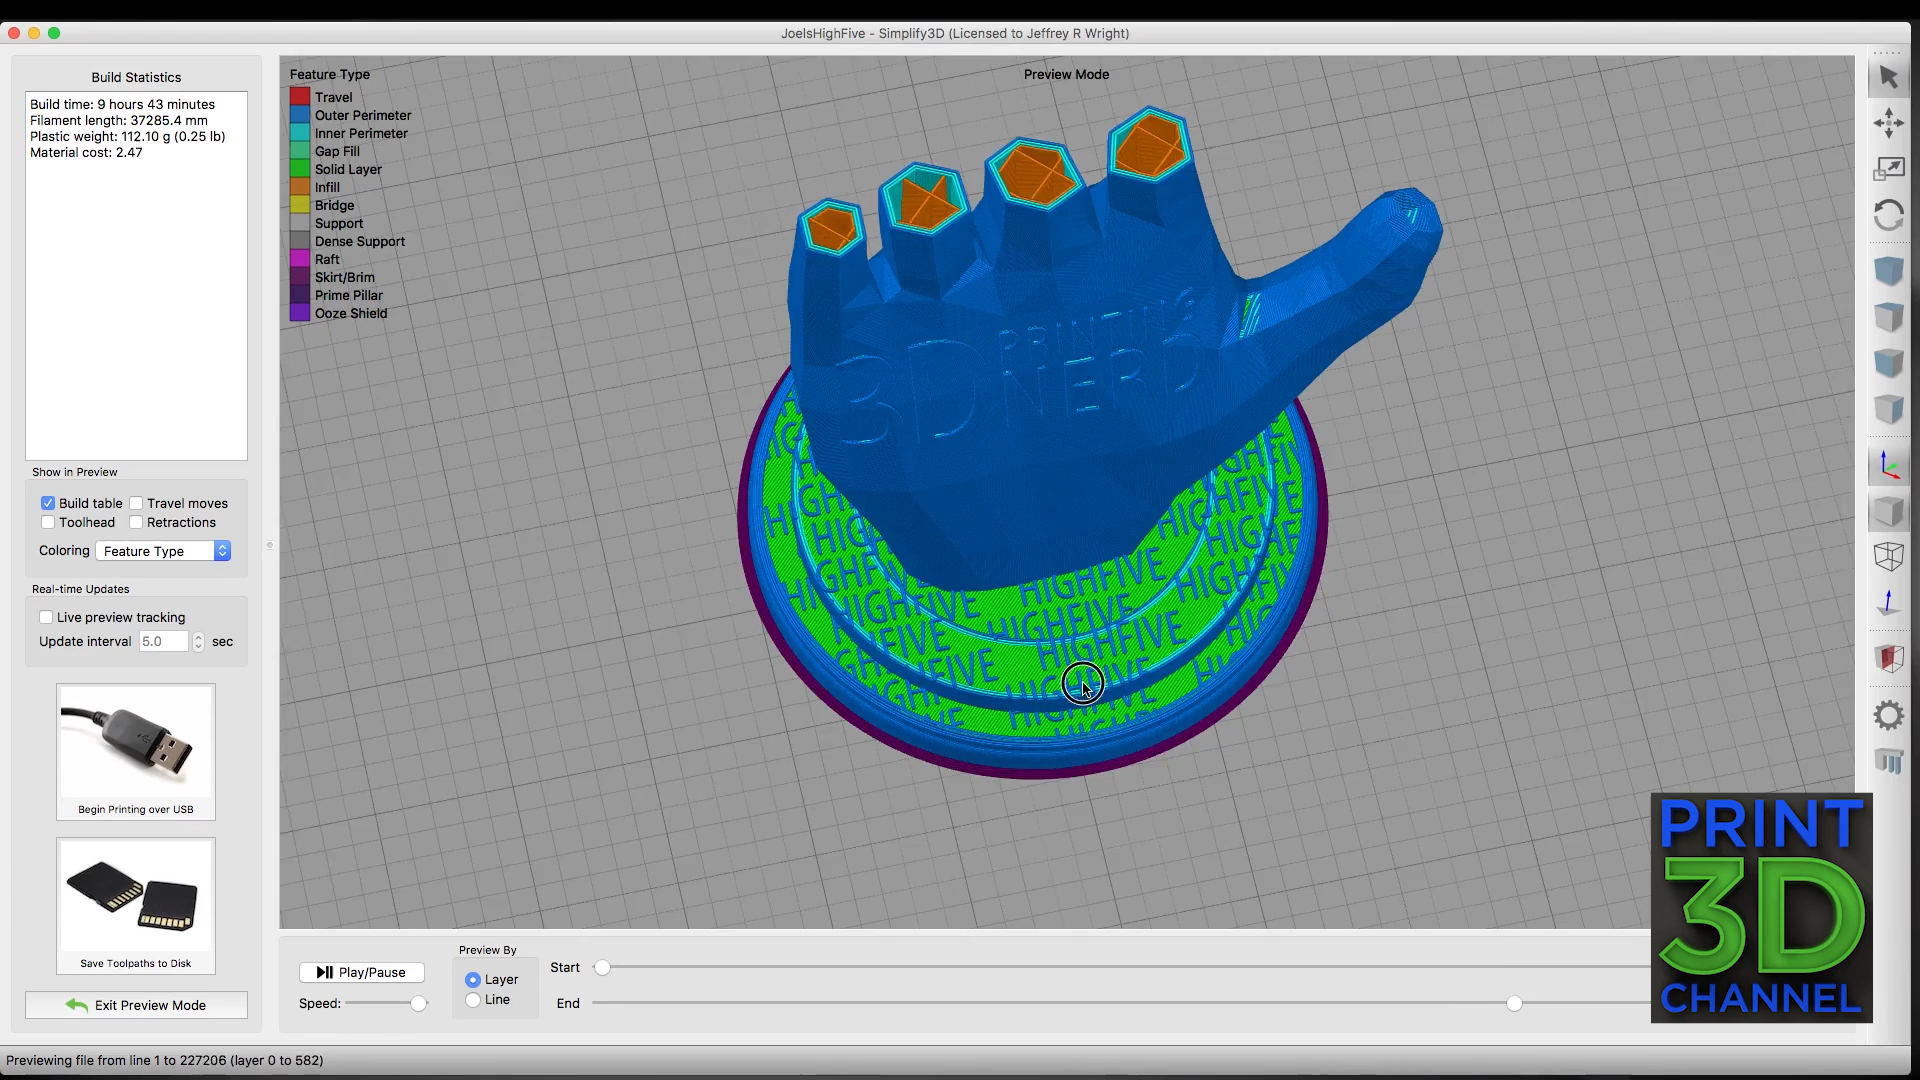 JoelsHighFive - Simplify3D (Licensed to Jeffrey R Wright)
Build Statistics
Build time: 9 hours 43 minutes
Filament length: 37285.4 mm
Plastic weight: 112.10 g (0.25 lb)
Material cost: 2.47
Show in Preview
Build table
Travel moves
Toolhead
Retractions
Coloring Feature Type
Real-time Updates
Live preview tracking
Update interval 5.0 sec
Begin Printing over USB
Save Toolpaths to Disk
Exit Preview Mode
Feature Type
Travel
Outer Perimeter
Inner Perimeter
Gap Fill
Solid Layer
Infill
Bridge
Support
Dense Support
Raft
Skirt/Brim
Prime Pillar
Ooze Shield
Preview Mode
3D PRINTING
NERD
HIGHFIVE
HIGHFIVE
HIGHFIVE
HIGHFIVE
Play/Pause
Speed:
Preview By
Layer
Line
Start
End
PRINT
3D
CHANNEL
Previewing file from line 1 to 227206 (layer 0 to 582)